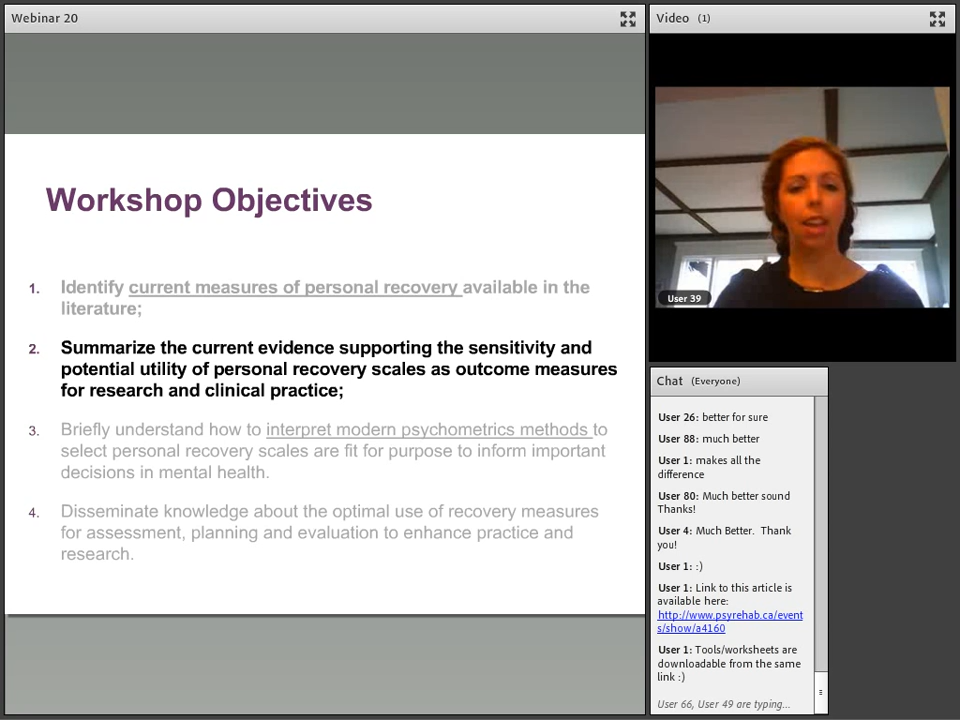 Webinar 20
Workshop Objectives
1. Identify current measures of personal recovery available in the
literature;
2. Summarize the current evidence supporting the sensitivity and
potential utility of personal recovery scales as outcome measures
for research and clinical practice;
3. Briefly understand how to interpret modern psychometrics methods to
select personal recovery scales are fit for purpose to inform important
decisions in mental health.
4. Disseminate knowledge about the optimal use of recovery measures
for assessment, planning and evaluation to enhance practice and
research.
Video (1)
User 39
Chat (Everyone)
User 26: better for sure
User 88: much better
User 1: makes all the
difference
User 80: Much better sound
Thanks!
User 4: Much Better. Thank
you!
User 1: :)
User 1: Link to this article is
available here:
http://www.psyrehab.ca/event
s/show/a4160
User 1: Tools/worksheets are
downloadable from the same
link :)
User 66, User 49 are typing...